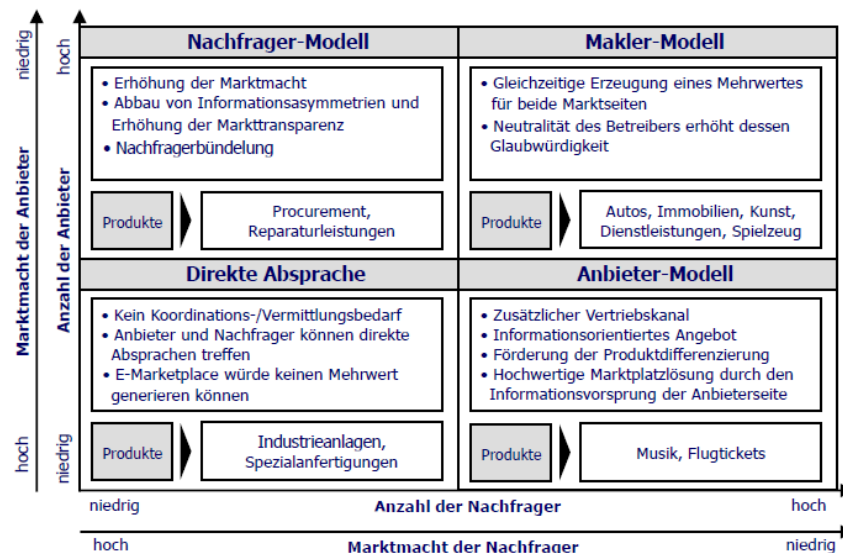 Nachfrager-Modell
• Erhöhung der Marktmacht
• Abbau von Informationsasymmetrien und
Erhöhung der Markttransparenz
• Nachfragerbündelung
Produkte
Procurement,
Reparaturleistungen
Makler-Modell
• Gleichzeitige Erzeugung eines Mehrwertes
für beide Marktseiten
• Neutralität des Betreibers erhöht dessen
Glaubwürdigkeit
Produkte
Autos, Immobilien, Kunst,
Dienstleistungen, Spielzeug
Direkte Absprache
• Kein Koordinations-/Vermittlungsbedarf
• Anbieter und Nachfrager können direkte
Absprachen treffen
• E-Marketplace würde keinen Mehrwert
generieren können
Produkte
Industrieanlagen,
Spezialanfertigungen
Anbieter-Modell
• Zusätzlicher Vertriebskanal
• Informationsorientiertes Angebot
• Förderung der Produktdifferenzierung
• Hochwertige Marktplatzlösung durch den
Informationsvorsprung der Anbieterseite
Produkte
Musik, Flugtickets
niedrig
Marktmacht der Anbieter
hoch
hoch
Anzahl der Anbieter
niedrig
niedrig
Anzahl der Nachfrager
hoch
hoch
Marktmacht der Nachfrager
niedrig